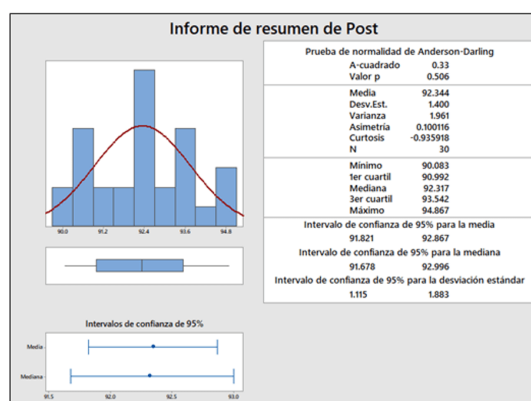 Informe de resumen de Post
Prueba de normalidad de Anderson-Darling
A-cuadrado 0.33
Valor p 0.506
Media 92.344
Desv.Est. 1.400
Varianza 1.961
Asimetría 0.100116
Curtosis -0.935918
N 30
Mínimo 90.083
1er cuartil 90.992
Mediana 92.317
3er cuartil 93.542
Máximo 94.867
Intervalo de confianza de 95% para la media
91.821 92.867
Intervalo de confianza de 95% para la mediana
91.678 92.996
Intervalo de confianza de 95% para la desviación estándar
1.115 1.883
90.0 91.2 92.4 93.6 94.8
Intervalos de confianza de 95%
Media
Mediana
91.5 92.0 92.5 93.0